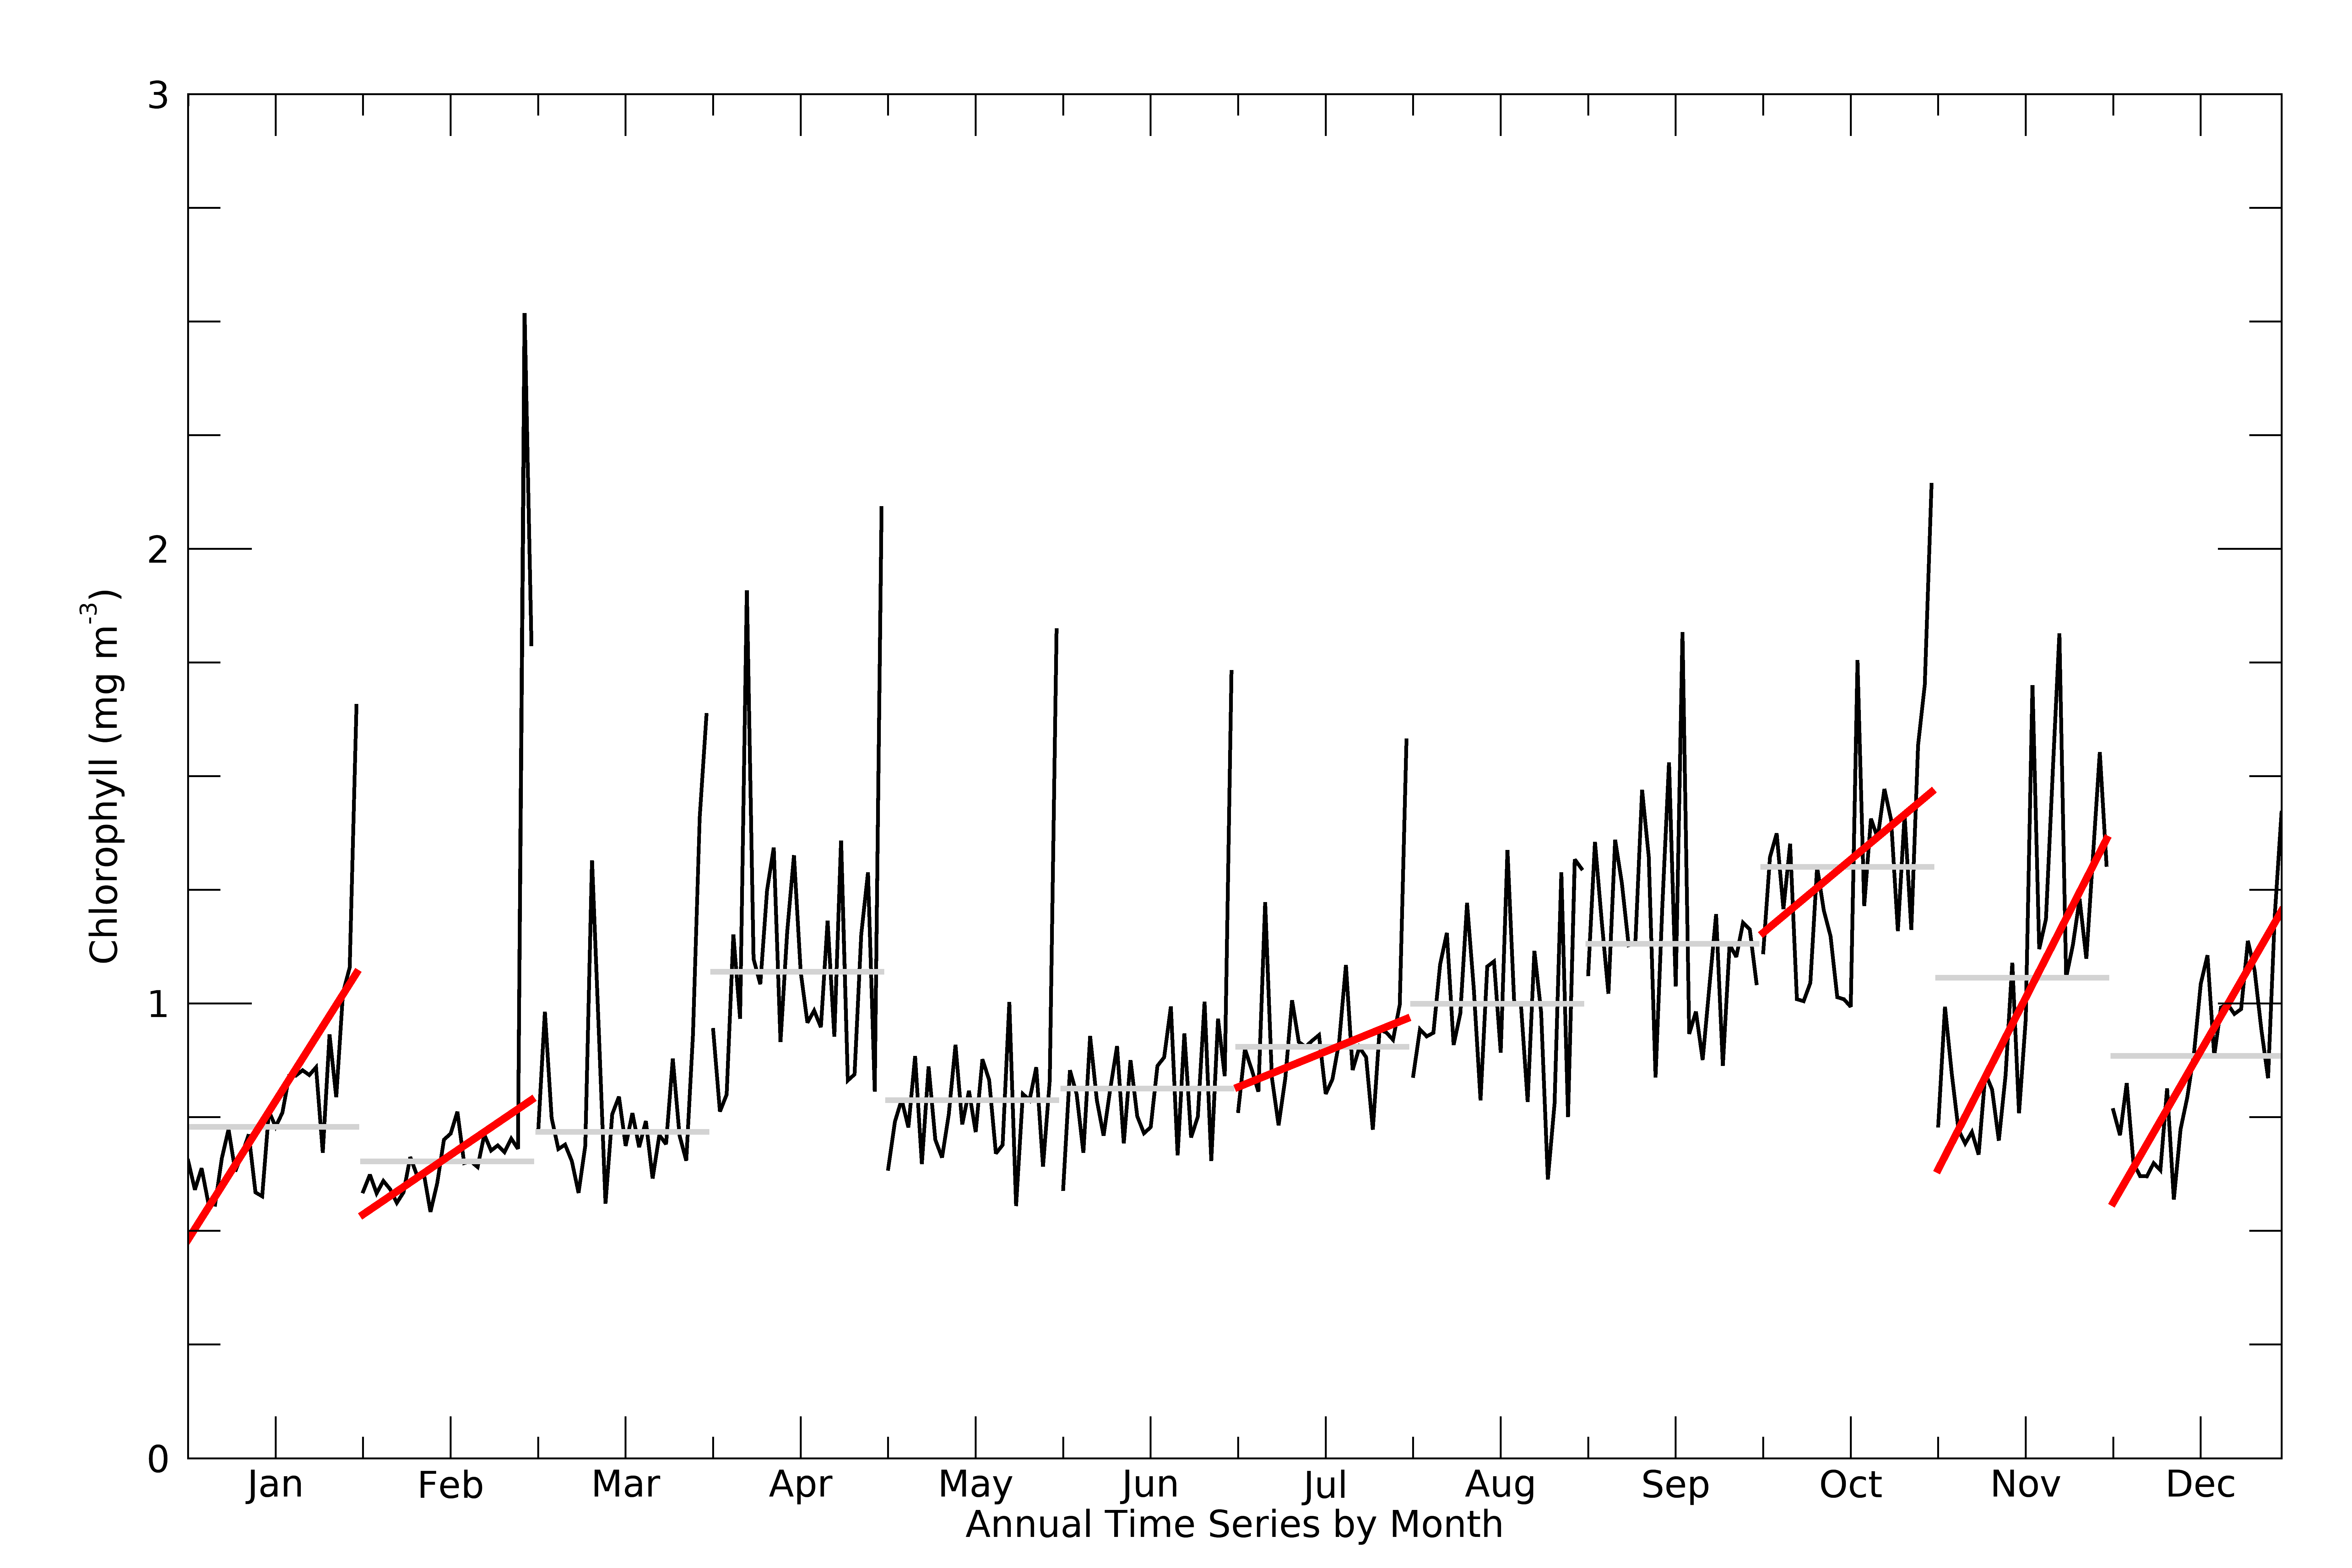 3
2
1
0
Chlorophyll (mg m⁻³)
Jan Feb Mar Apr May Jun Jul Aug Sep Oct Nov Dec
Annual Time Series by Month